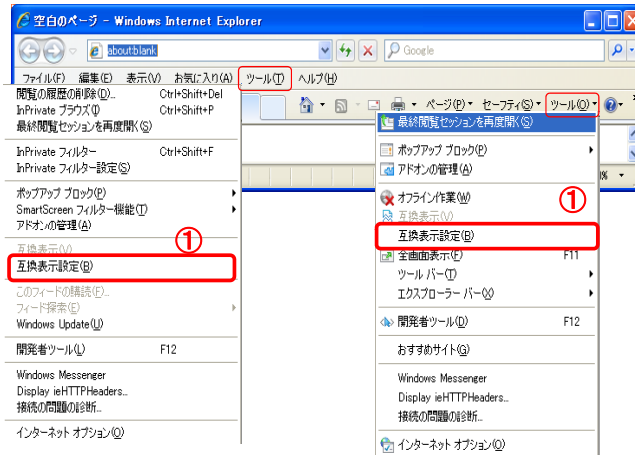 空白のページ - Windows Internet Explorer
about:blank
Google
ファイル(F) 編集(E) 表示(V) お気に入り(A) ツール(T) ヘルプ(H)
閲覧の履歴の削除(D)... Ctrl+Shift+Del
InPrivate ブラウズ(I) Ctrl+Shift+P
最終閲覧セッションを再度開く(S)
InPrivate フィルター Ctrl+Shift+F
InPrivate フィルター設定(S)
ポップアップ ブロック(P)
SmartScreen フィルター機能(T)
アドオンの管理(A)
①
互換表示(V)
互換表示設定(B)
このフィードの購読(F)...
フィード探索(E)
Windows Update(U)
開発者ツール(L) F12
Windows Messenger
Display ieHTTPHeaders...
接続の問題の診断...
インターネット オプション(O)
ページ(P) セーフティ(S) ツール(O)
最終閲覧セッションを再度開く(S)
ポップアップ ブロック(P)
アドオンの管理(A)
オフライン作業(W)
①
互換表示(V)
互換表示設定(B)
全画面表示(F) F11
ツール バー(T)
エクスプローラー バー(X)
開発者ツール(D) F12
おすすめサイト(G)
Windows Messenger
Display ieHTTPHeaders...
接続の問題の診断...
インターネット オプション(O)